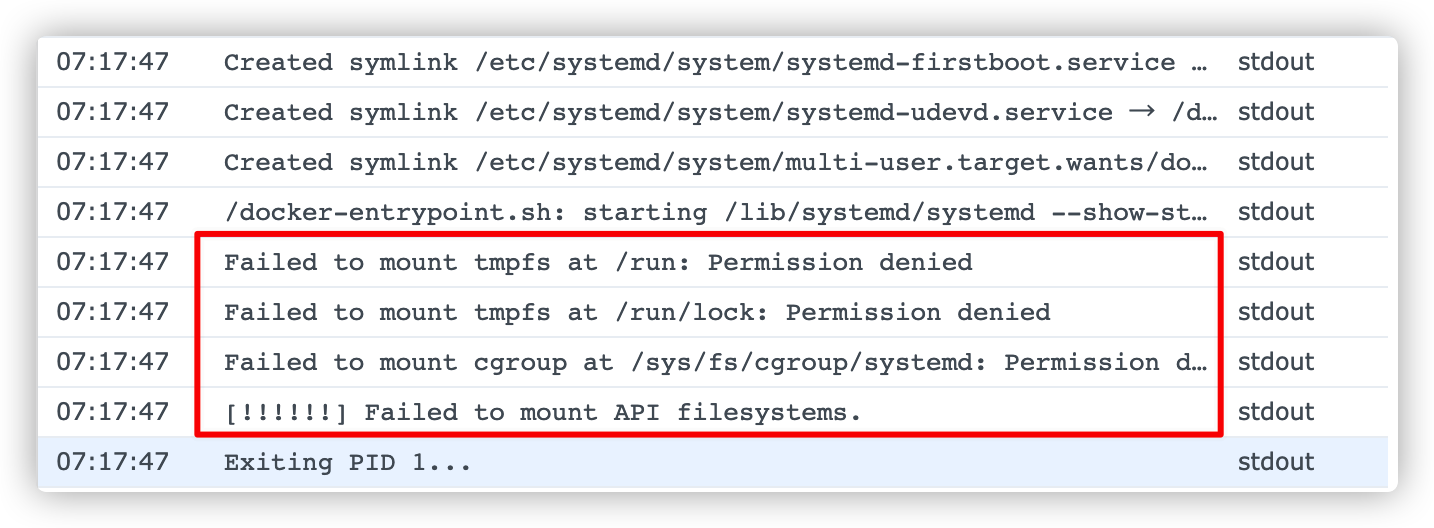 07:17:47 Created symlink /etc/systemd/system/systemd-firstboot.service … stdout
07:17:47 Created symlink /etc/systemd/system/systemd-udevd.service → /d… stdout
07:17:47 Created symlink /etc/systemd/system/multi-user.target.wants/do… stdout
07:17:47 /docker-entrypoint.sh: starting /lib/systemd/systemd --show-st… stdout
07:17:47 Failed to mount tmpfs at /run: Permission denied stdout
07:17:47 Failed to mount tmpfs at /run/lock: Permission denied stdout
07:17:47 Failed to mount cgroup at /sys/fs/cgroup/systemd: Permission d… stdout
07:17:47 [!!!!!!] Failed to mount API filesystems. stdout
07:17:47 Exiting PID 1... stdout